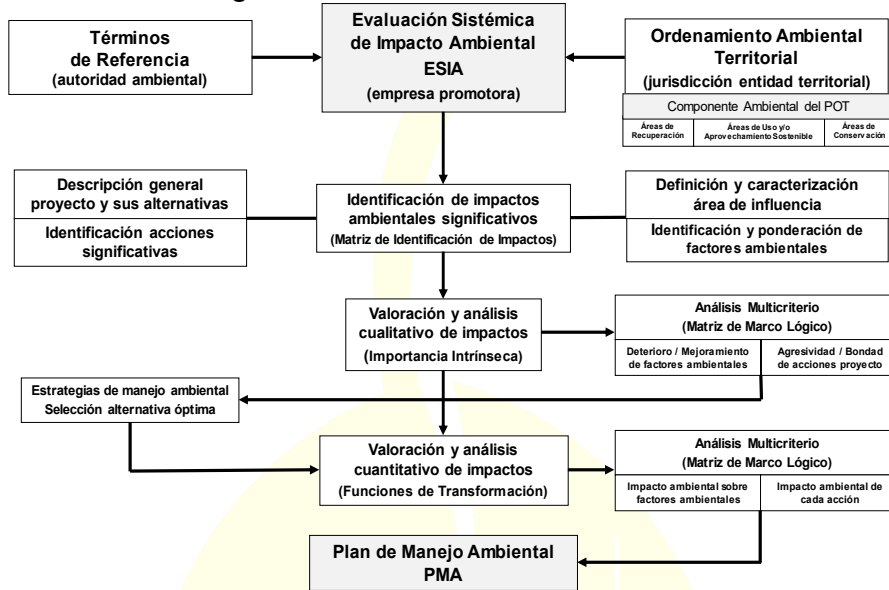 Evaluación Sistémica
de Impacto Ambiental
ESIA
(empresa promotora)
Términos
de Referencia
(autoridad ambiental)
Ordenamiento Ambiental
Territorial
(jurisdicción entidad territorial)
Componente Ambiental del POT
Áreas de
Recuperación
Áreas de Uso y/o
Aprovechamiento Sostenible
Áreas de
Conservación
Descripción general
proyecto y sus alternativas
Identificación acciones
significativas
Identificación de impactos
ambientales significativos
(Matriz de Identificación de Impactos)
Definición y caracterización
área de influencia
Identificación y ponderación de
factores ambientales
Valoración y análisis
cualitativo de impactos
(Importancia Intrínseca)
Análisis Multicriterio
(Matriz de Marco Lógico)
Deterioro / Mejoramiento
de factores ambientales
Agresividad / Bondad
de acciones proyecto
Estrategias de manejo ambiental
Selección alternativa óptima
Valoración y análisis
cuantitativo de impactos
(Funciones de Transformación)
Análisis Multicriterio
(Matriz de Marco Lógico)
Impacto ambiental sobre
factores ambientales
Impacto ambiental de
cada acción
Plan de Manejo Ambiental
PMA